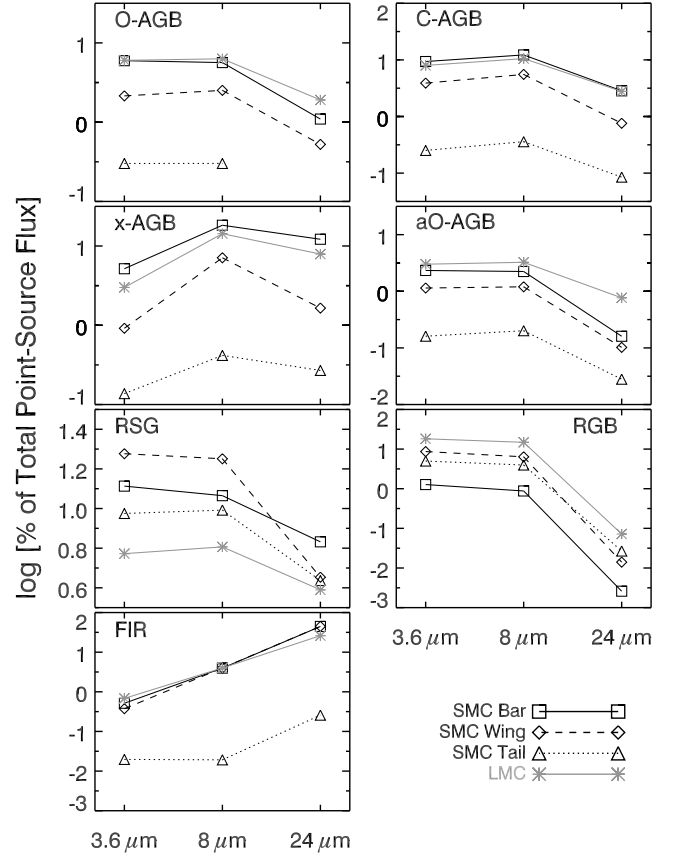 O-AGB
1
0
-1
C-AGB
2
1
0
-1
x-AGB
1
0
-1
aO-AGB
1
0
-1
-2
RSG
1.4
1.2
1.0
0.8
0.6
RGB
2
1
0
-1
-2
-3
3.6 μm 8 μm 24 μm
FIR
2
1
0
-1
-2
-3
3.6 μm 8 μm 24 μm
log [% of Total Point-Source Flux]
SMC Bar
SMC Wing
SMC Tail
LMC